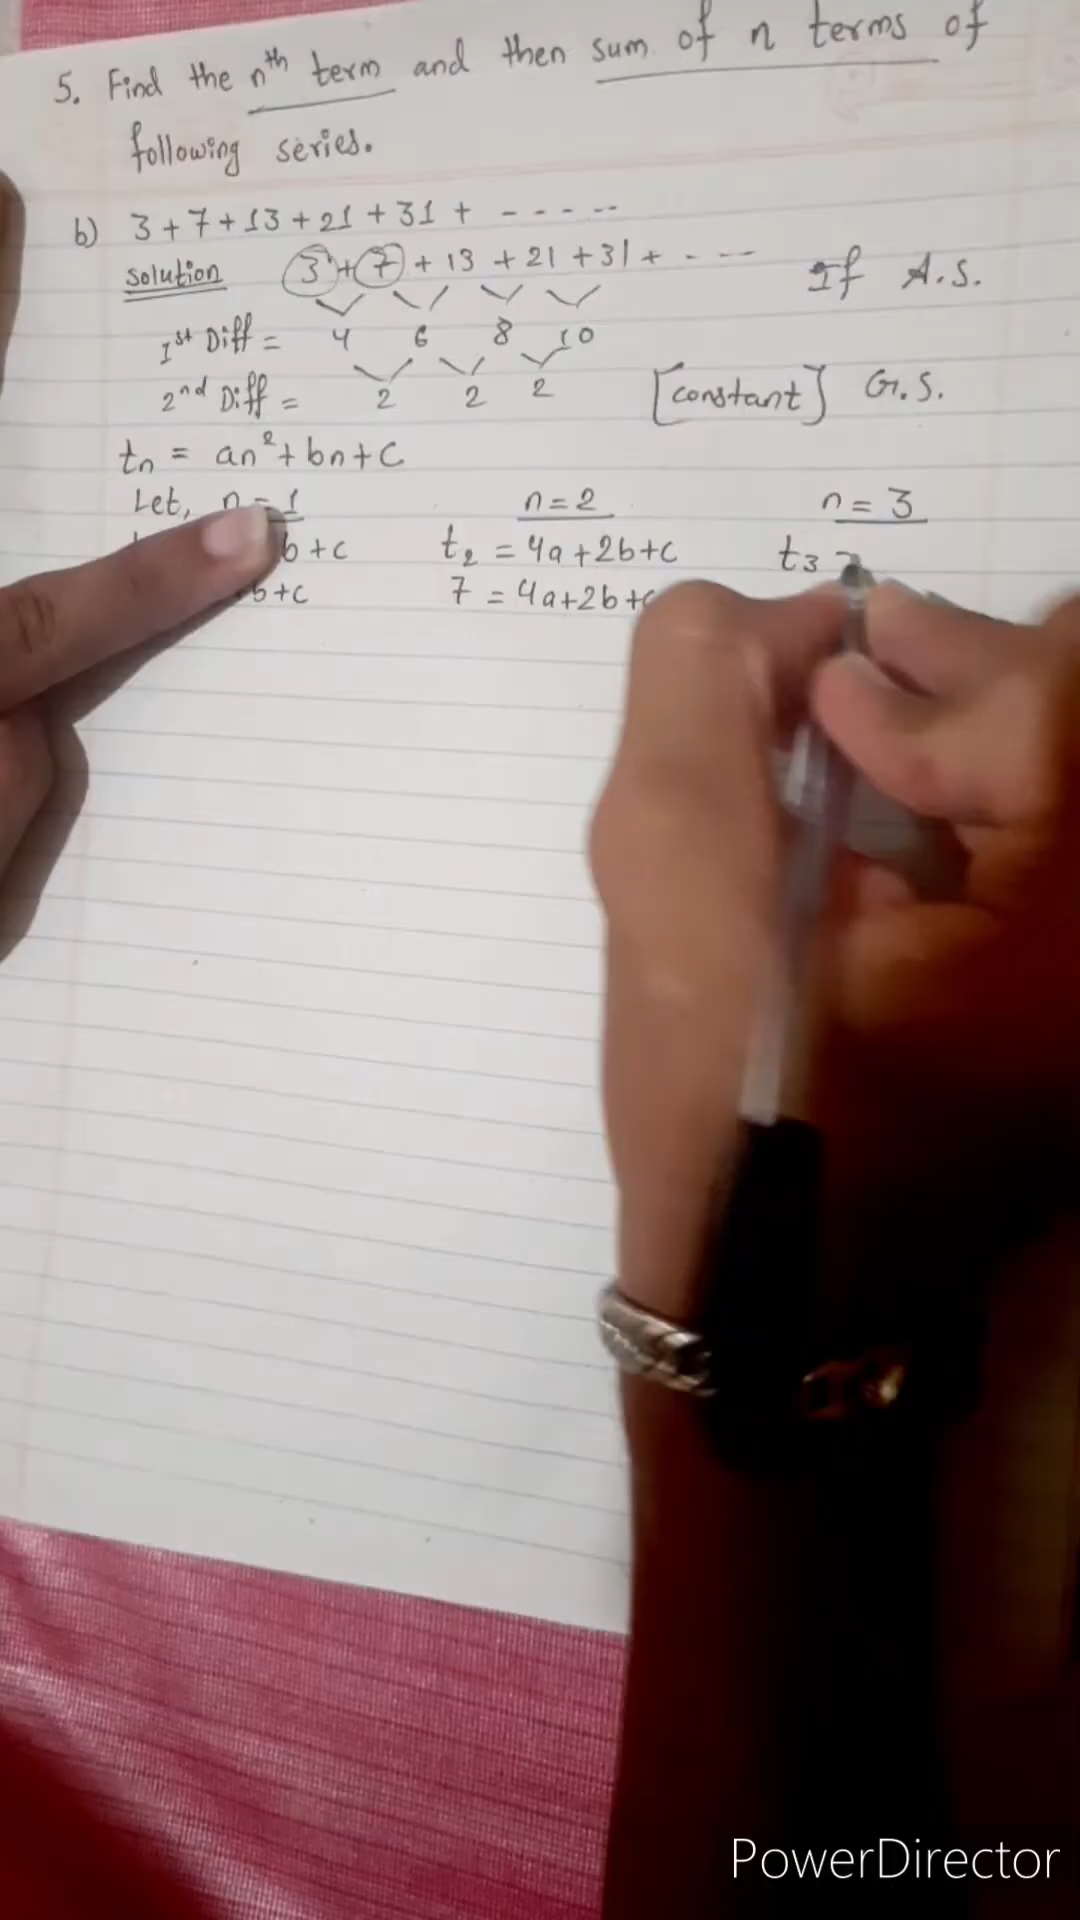 5. Find the nth term and then sum of n terms of
following series.
b) 3 + 7 + 13 + 21 + 31 + -----
Solution 3 + 7 + 13 + 21 + 31 + - --
If A.S.
1st Diff = 4 6 8 10
2nd Diff = 2 2 2 [constant] G.S.
tn = an² + bn + c
Let, n = 1 n = 2 n = 3
b + c t2 = 4a + 2b + c t3
b + c 7 = 4a + 2b +
PowerDirector